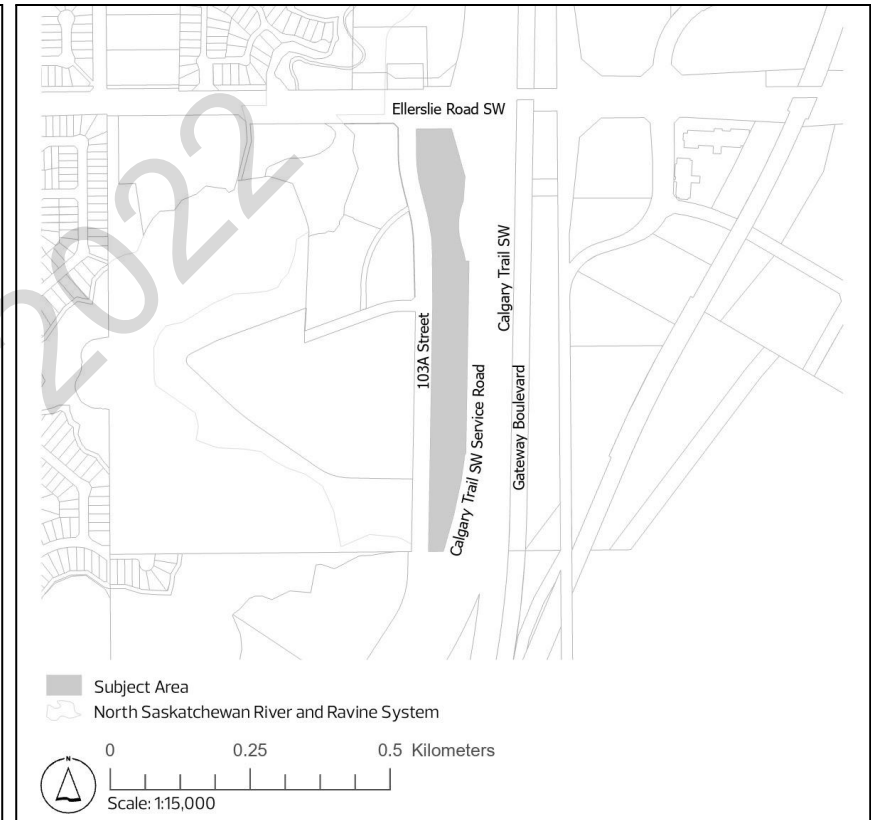 Ellerslie Road SW
2022
Calgary Trail SW
103A Street
Gateway Boulevard
Calgary Trail SW Service Road
Subject Area
North Saskatchewan River and Ravine System
N
0 0.25 0.5 Kilometers
Scale: 1:15,000